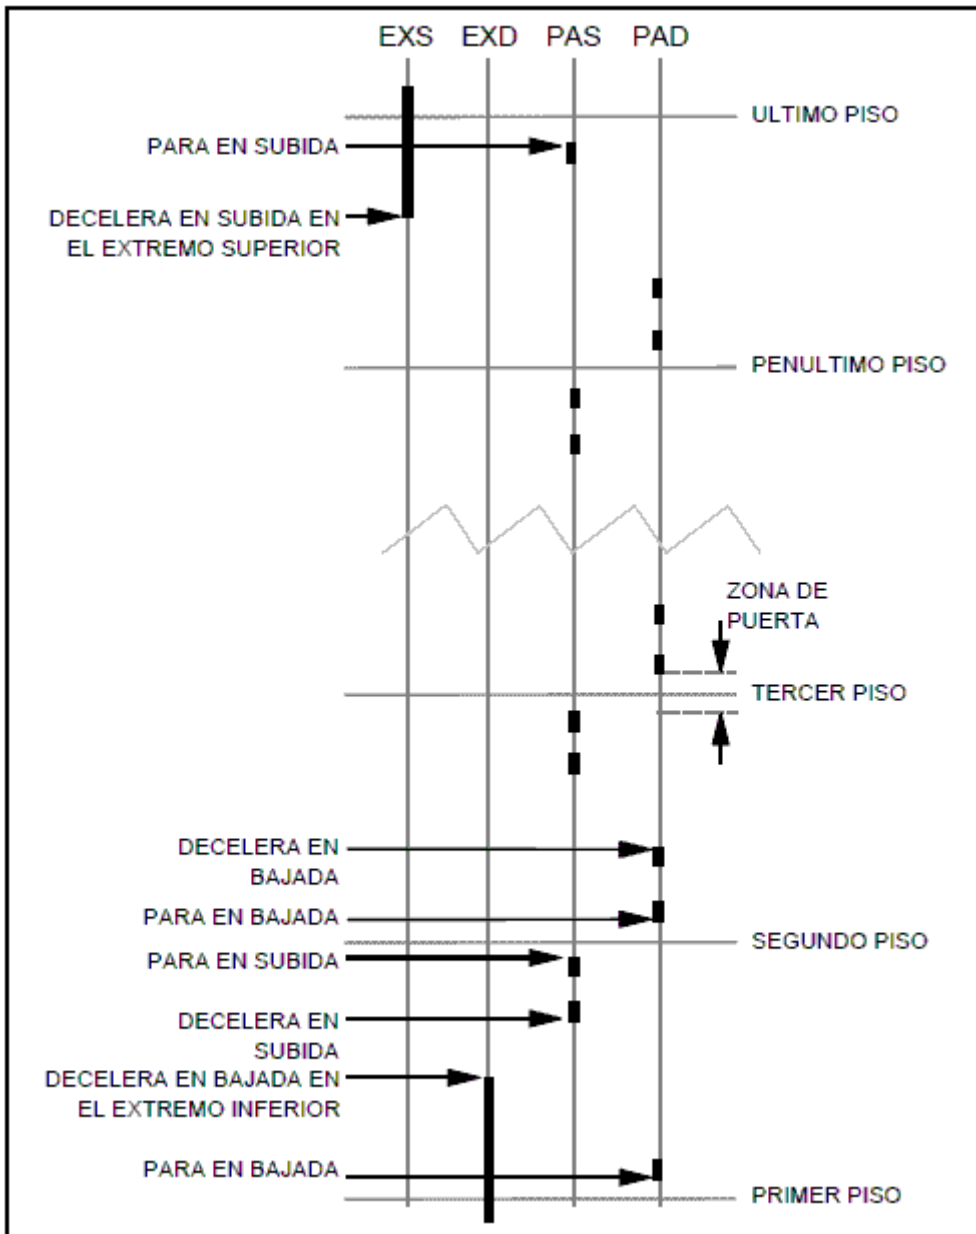 EXS EXD PAS PAD
ULTIMO PISO
PARA EN SUBIDA
DECELERA EN SUBIDA EN
EL EXTREMO SUPERIOR
PENULTIMO PISO
ZONA DE
PUERTA
TERCER PISO
DECELERA EN
BAJADA
PARA EN BAJADA
SEGUNDO PISO
PARA EN SUBIDA
DECELERA EN
SUBIDA
DECELERA EN BAJADA EN
EL EXTREMO INFERIOR
PARA EN BAJADA
PRIMER PISO